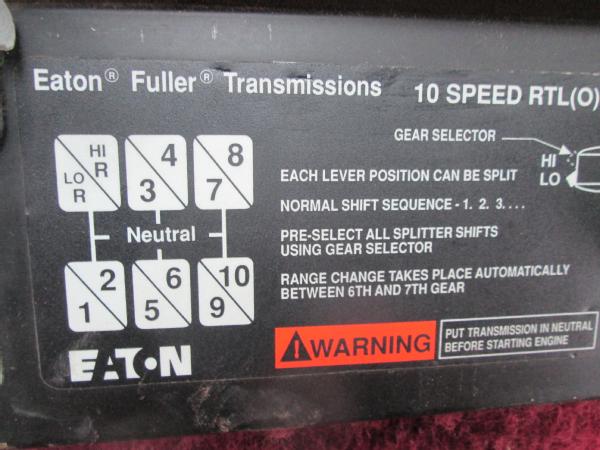 Eaton® Fuller® Transmissions 10 SPEED RTL(O)
GEAR SELECTOR
HI
LO
HI R
LO R
4
3
8
7
EACH LEVER POSITION CAN BE SPLIT
NORMAL SHIFT SEQUENCE - 1. 2. 3. . . .
Neutral
PRE-SELECT ALL SPLITTER SHIFTS
USING GEAR SELECTOR
2
1
6
5
10
9
RANGE CHANGE TAKES PLACE AUTOMATICALLY
BETWEEN 6TH AND 7TH GEAR
EATON
WARNING
PUT TRANSMISSION IN NEUTRAL
BEFORE STARTING ENGINE